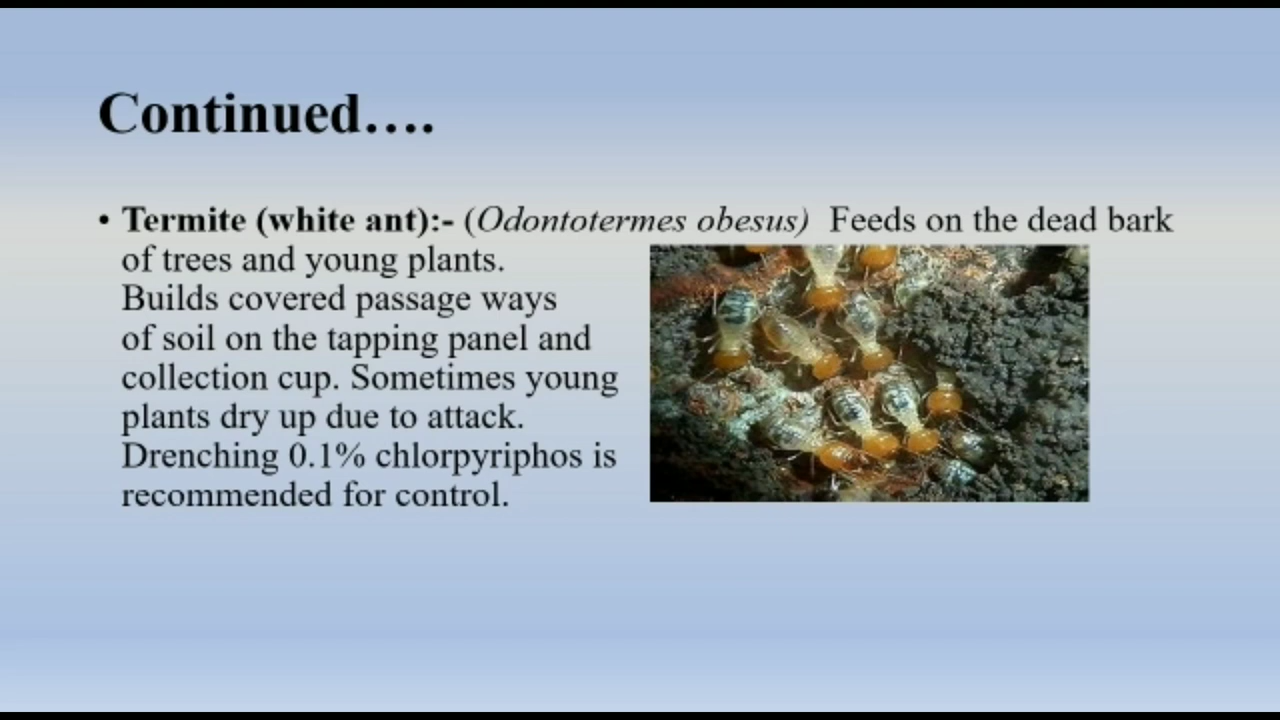 Continued….
• Termite (white ant):- (Odontotermes obesus) Feeds on the dead bark
of trees and young plants.
Builds covered passage ways
of soil on the tapping panel and
collection cup. Sometimes young
plants dry up due to attack.
Drenching 0.1% chlorpyriphos is
recommended for control.